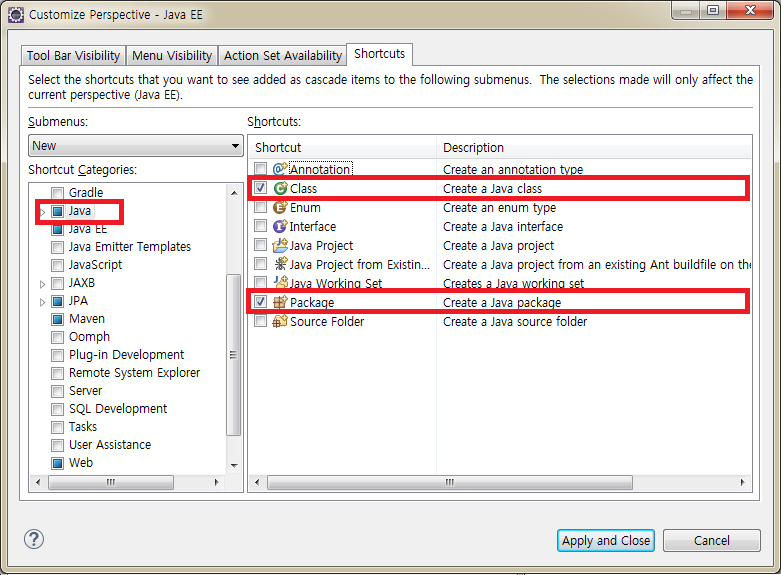 Customize Perspective - Java EE
Tool Bar Visibility
Menu Visibility
Action Set Availability
Shortcuts
Select the shortcuts that you want to see added as cascade items to the following submenus. The selections made will only affect the
current perspective (Java EE).
Submenus:
New
Shortcut Categories:
Gradle
Java
Java EE
Java Emitter Templates
JavaScript
JAXB
JPA
Maven
Oomph
Plug-in Development
Remote System Explorer
Server
SQL Development
Tasks
User Assistance
Web
Shortcuts:
Shortcut Description
Annotation Create an annotation type
Class Create a Java class
Enum Create an enum type
Interface Create a Java interface
Java Project Create a Java project
Java Project from Existin... Create a Java project from an existing Ant buildfile on the
Java Working Set Creates a Java working set
Package Create a Java package
Source Folder Create a Java source folder
Apply and Close
Cancel